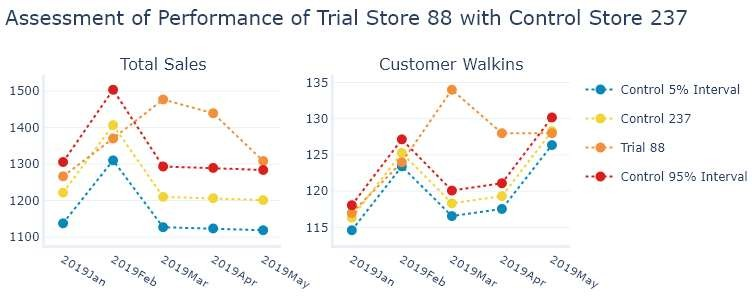 Assessment of Performance of Trial Store 88 with Control Store 237
Total Sales
1500
1400
1300
1200
1100
2019Jan
2019Feb
2019Mar
2019Apr
2019May
Customer Walkins
135
130
125
120
115
2019Jan
2019Feb
2019Mar
2019Apr
2019May
Control 5% Interval
Control 237
Trial 88
Control 95% Interval